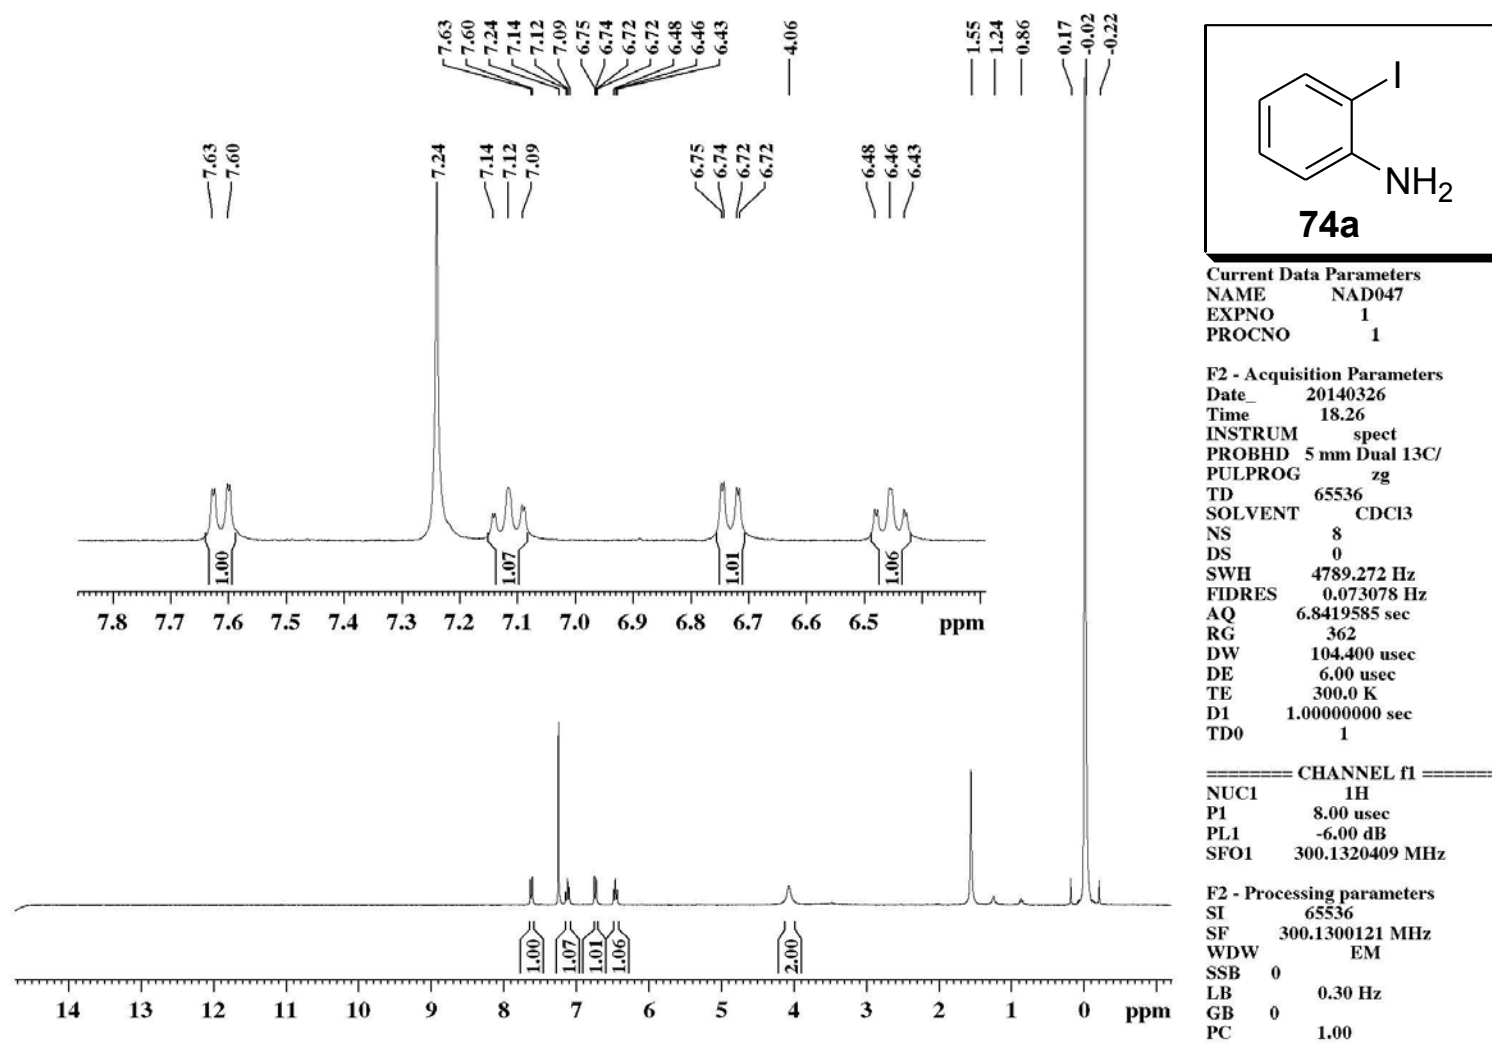 7.63
7.60
7.24
7.14
7.12
7.09
6.75
6.74
6.72
6.72
6.48
6.46
6.43
4.06
1.55
1.24
0.86
0.17
-0.02
-0.22
7.63
7.60
7.24
7.14
7.12
7.09
6.75
6.74
6.72
6.72
6.48
6.46
6.43
1.00
1.07
1.01
1.06
7.8 7.7 7.6 7.5 7.4 7.3 7.2 7.1 7.0 6.9 6.8 6.7 6.6 6.5 ppm
1.00
1.07
1.01
1.06
2.00
14 13 12 11 10 9 8 7 6 5 4 3 2 1 0 ppm
I
NH2
74a
Current Data Parameters
NAME NAD047
EXPNO 1
PROCNO 1
F2 - Acquisition Parameters
Date_ 20140326
Time 18.26
INSTRUM spect
PROBHD 5 mm Dual 13C/
PULPROG zg
TD 65536
SOLVENT CDCl3
NS 8
DS 0
SWH 4789.272 Hz
FIDRES 0.073078 Hz
AQ 6.8419585 sec
RG 362
DW 104.400 usec
DE 6.00 usec
TE 300.0 K
D1 1.00000000 sec
TD0 1
======== CHANNEL f1 =======
NUC1 1H
P1 8.00 usec
PL1 -6.00 dB
SFO1 300.1320409 MHz
F2 - Processing parameters
SI 65536
SF 300.1300121 MHz
WDW EM
SSB 0
LB 0.30 Hz
GB 0
PC 1.00